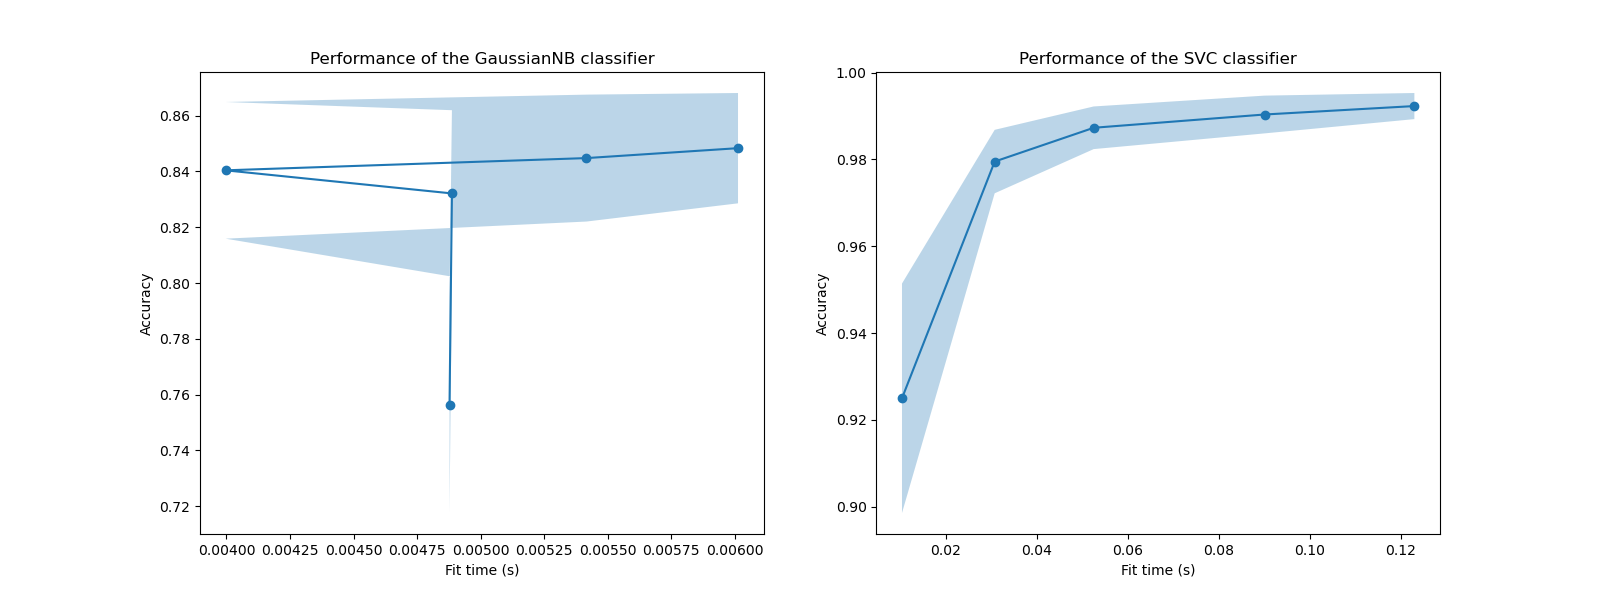 Performance of the GaussianNB classifier
Accuracy
0.86
0.84
0.82
0.80
0.78
0.76
0.74
0.72
0.00400 0.00425 0.00450 0.00475 0.00500 0.00525 0.00550 0.00575 0.00600
Fit time (s)
Performance of the SVC classifier
Accuracy
1.00
0.98
0.96
0.94
0.92
0.90
0.02 0.04 0.06 0.08 0.10 0.12
Fit time (s)